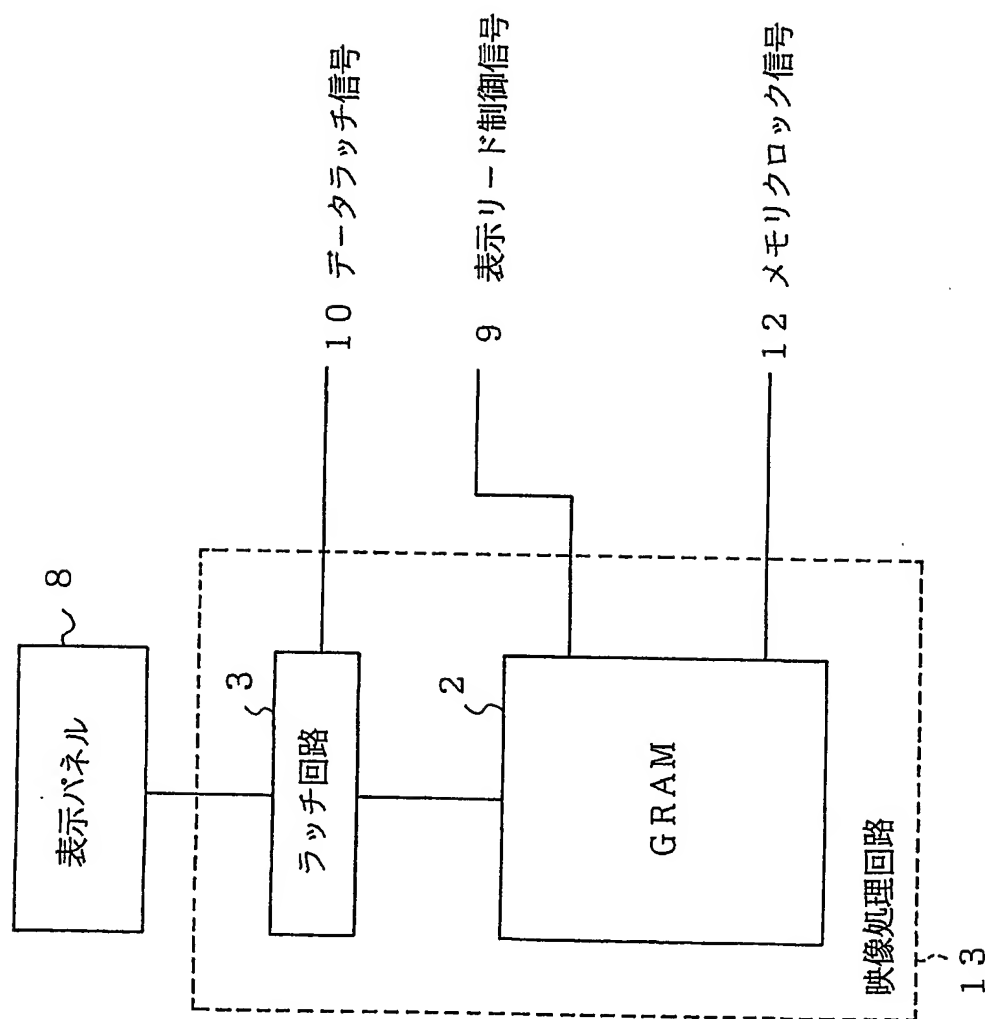 8
表示パネル
3
ラッチ回路
10 データラッチ信号
2
GRAM
9 表示リード制御信号
12 メモリクロック信号
映像処理回路
13